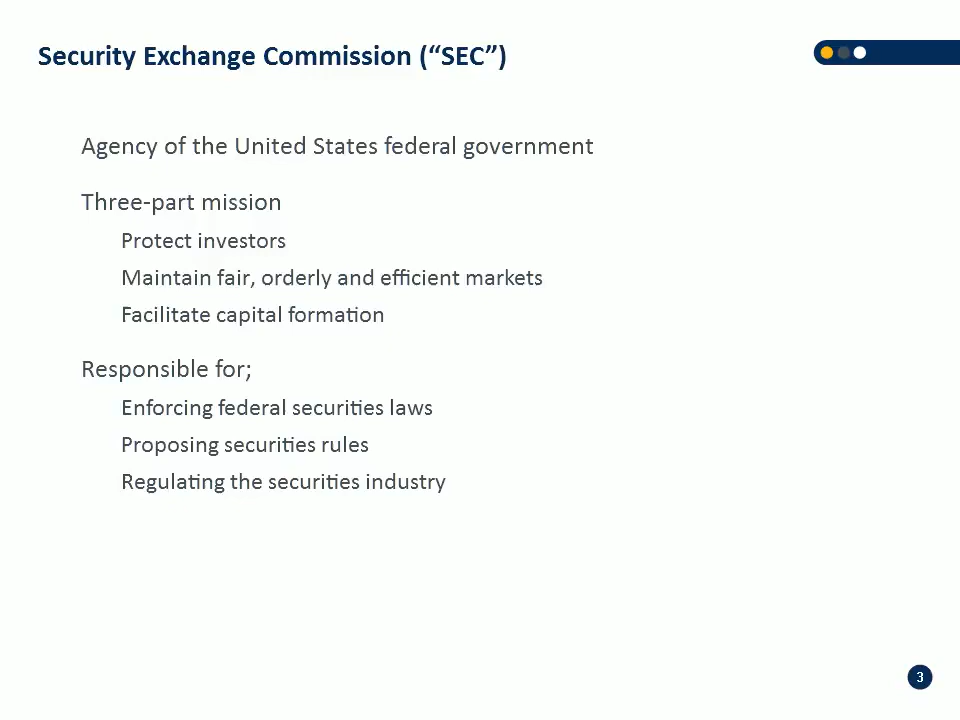 Security Exchange Commission (“SEC”)
Agency of the United States federal government
Three-part mission
Protect investors
Maintain fair, orderly and efficient markets
Facilitate capital formation
Responsible for;
Enforcing federal securities laws
Proposing securities rules
Regulating the securities industry
3